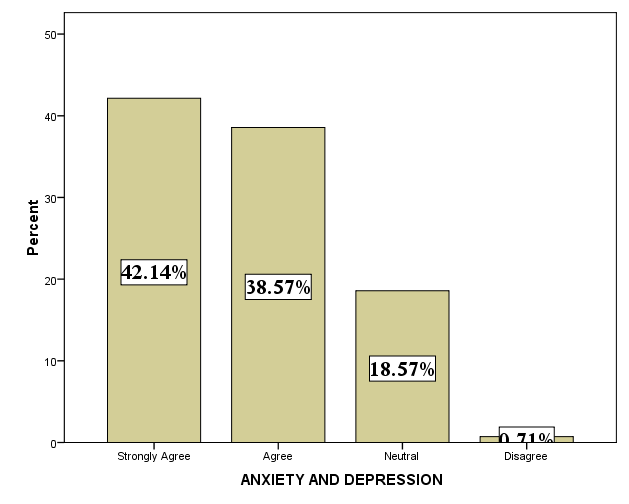 50
40
30
20
10
0
Percent
42.14%
38.57%
18.57%
0.71%
Strongly Agree
Agree
Neutral
Disagree
ANXIETY AND DEPRESSION